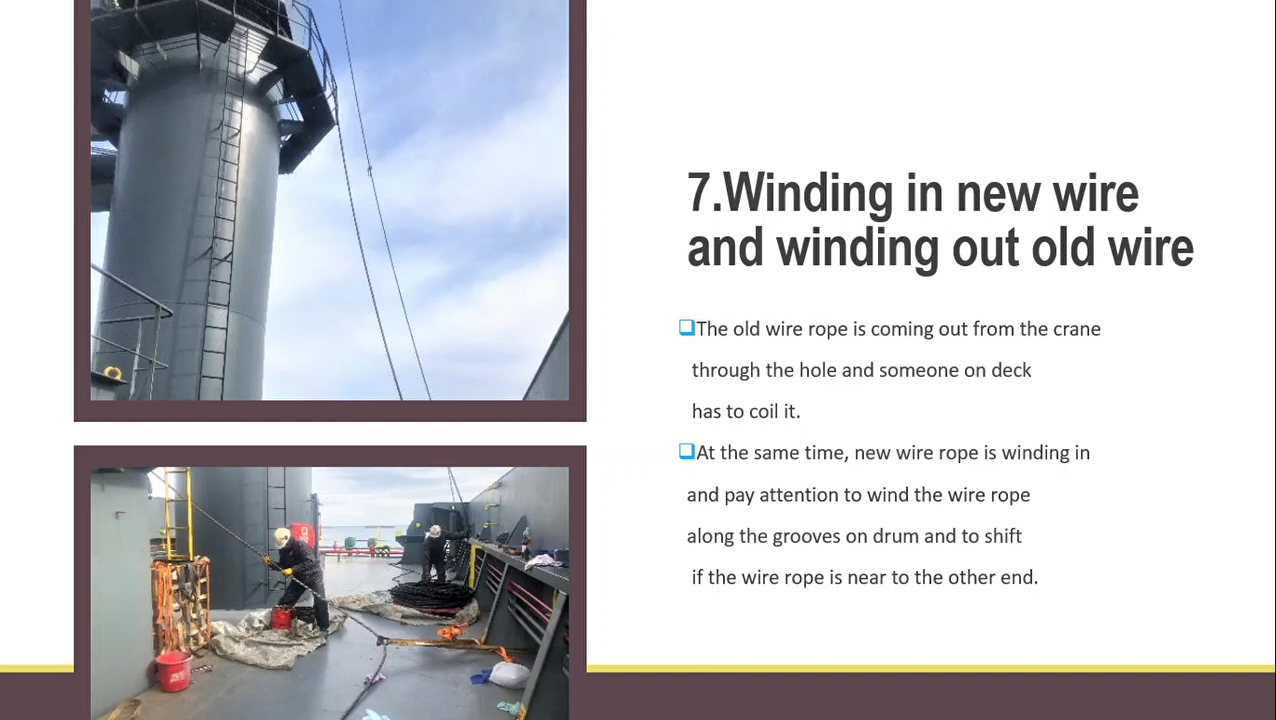 7.Winding in new wire
and winding out old wire
❑The old wire rope is coming out from the crane
through the hole and someone on deck
has to coil it.
❑At the same time, new wire rope is winding in
and pay attention to wind the wire rope
along the grooves on drum and to shift
if the wire rope is near to the other end.